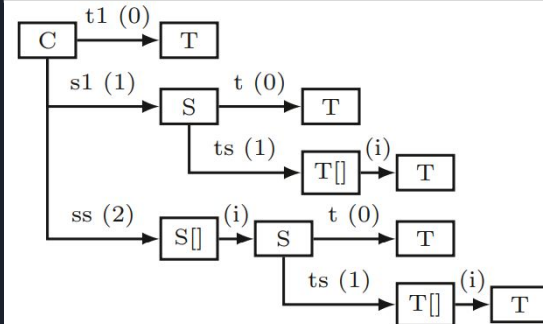 t1 (0)
C T
s1 (1) t (0)
S T
ts (1) (i)
T[] T
ss (2) (i) t (0)
S[] S T
ts (1) (i)
T[] T